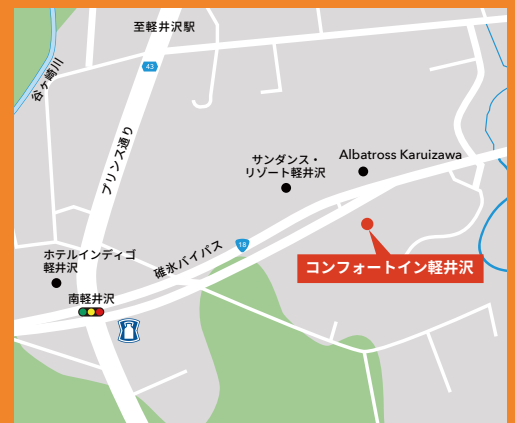 至軽井沢駅
43
谷ヶ崎川
プリンス通り
サンダンス・
リゾート軽井沢
Albatross Karuizawa
18
碓氷バイパス
ホテルインディゴ
軽井沢
コンフォートイン軽井沢
南軽井沢